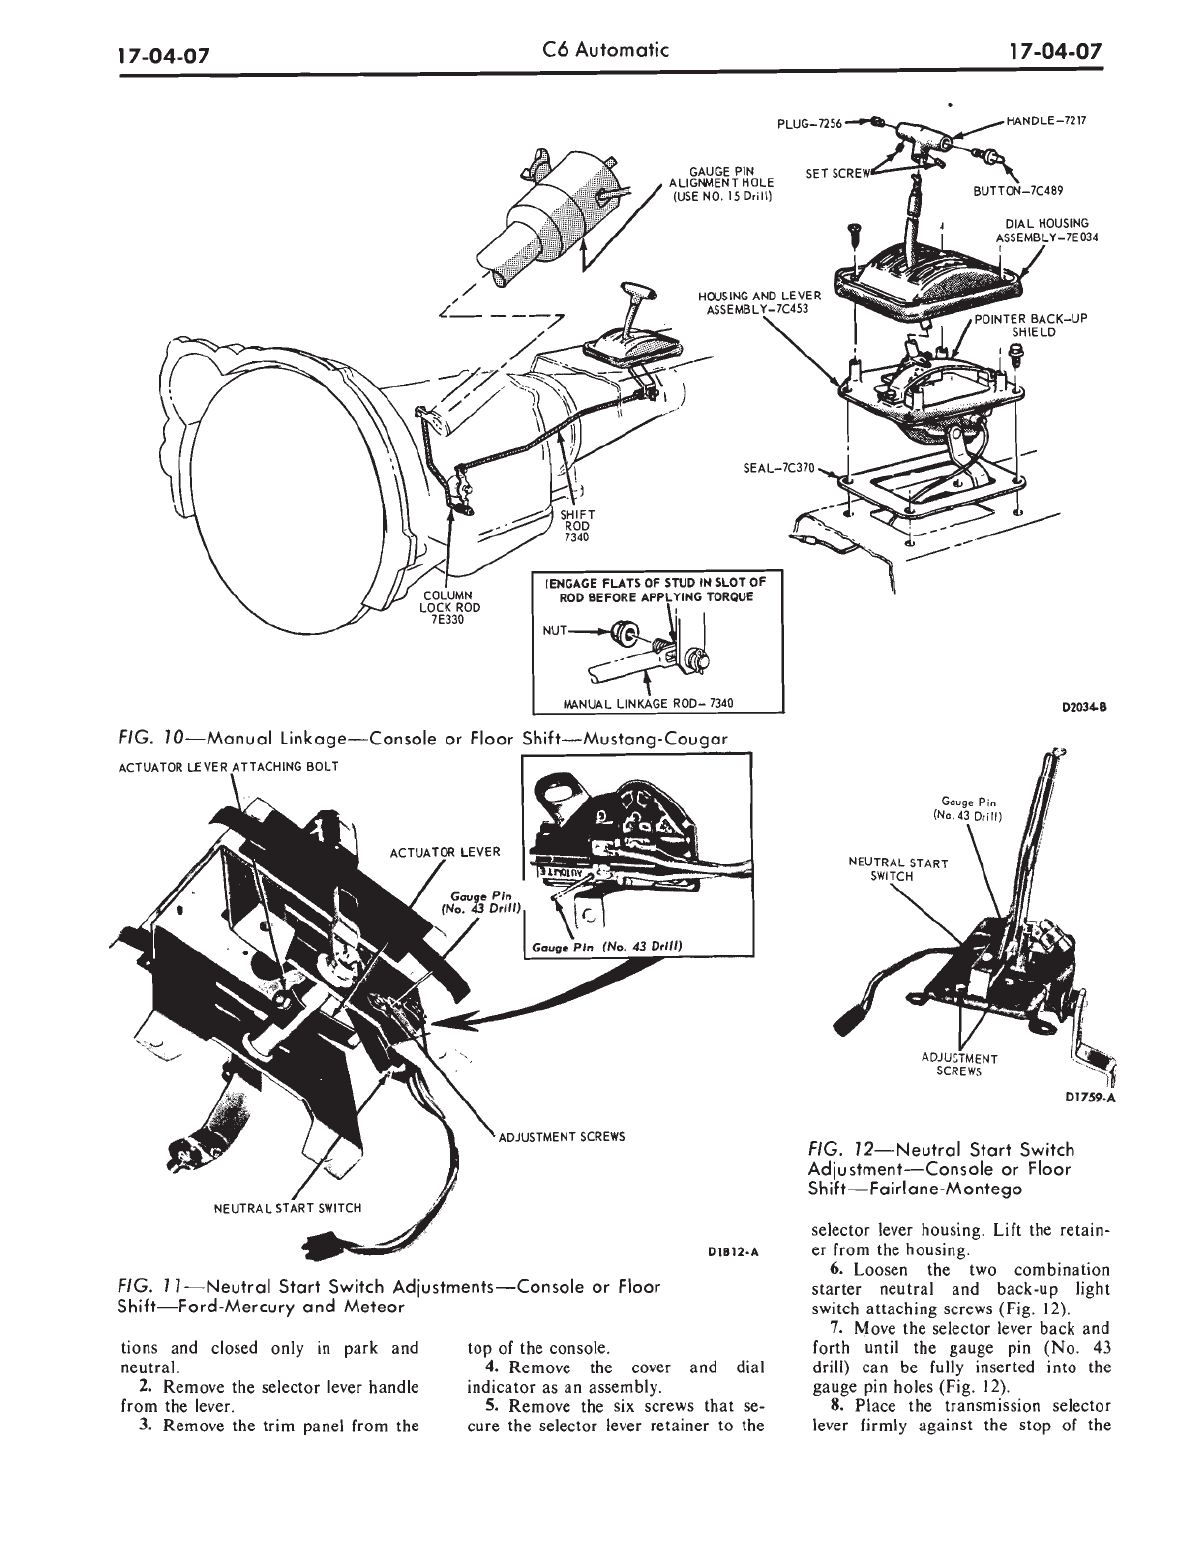 17-04-07
C6 Automatic
17-04-07
PLUG-7256
HANDLE-7217
GAUGE PIN
ALIGNMENT HOLE
(USE NO. 15 Drill)
SET SCREW
BUTTON-7C489
DIAL HOUSING
ASSEMBLY-7E034
HOUSING AND LEVER
ASSEMBLY-7C453
POINTER BACK-UP
SHIELD
SEAL-7C370
SHIFT
ROD
7340
COLUMN
LOCK ROD
7E330
ENGAGE FLATS OF STUD IN SLOT OF
ROD BEFORE APPLYING TORQUE
NUT
MANUAL LINKAGE ROD- 7340
D2034-B
FIG. 10—Manual Linkage—Console or Floor Shift—Mustang-Cougar
ACTUATOR LEVER ATTACHING BOLT
ACTUATOR LEVER
Gauge Pin
(No. 43 Drill)
Gauge Pin (No. 43 Drill)
ADJUSTMENT SCREWS
NEUTRAL START SWITCH
D1812-A
Gauge Pin
(No. 43 Drill)
NEUTRAL START
SWITCH
ADJUSTMENT
SCREWS
D1759-A
FIG. 11—Neutral Start Switch Adjustments—Console or Floor
Shift—Ford-Mercury and Meteor
FIG. 12—Neutral Start Switch
Adjustment—Console or Floor
Shift—Fairlane-Montego
tions and closed only in park and
neutral.
2. Remove the selector lever handle
from the lever.
3. Remove the trim panel from the
top of the console.
4. Remove the cover and dial
indicator as an assembly.
5. Remove the six screws that se-
cure the selector lever retainer to the
selector lever housing. Lift the retain-
er from the housing.
6. Loosen the two combination
starter neutral and back-up light
switch attaching screws (Fig. 12).
7. Move the selector lever back and
forth until the gauge pin (No. 43
drill) can be fully inserted into the
gauge pin holes (Fig. 12).
8. Place the transmission selector
lever firmly against the stop of the